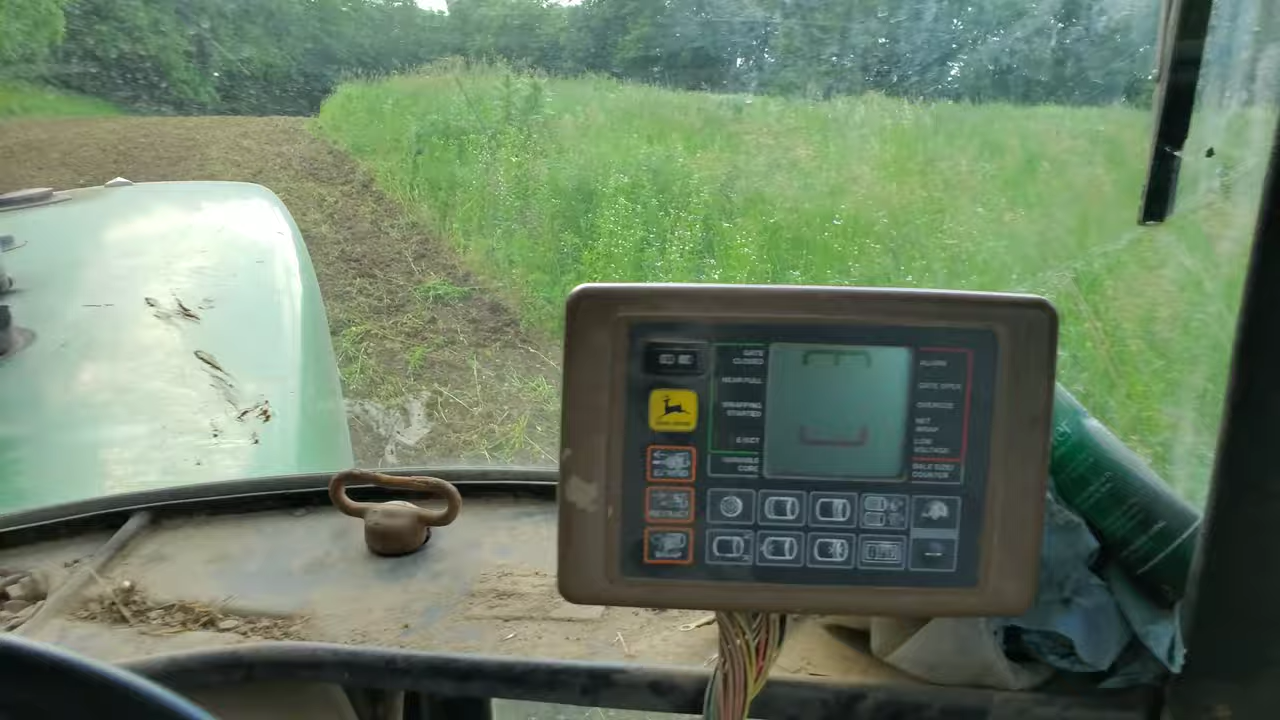 GATE
CLOSED
NEAR FULL
WRAPPING
STARTED
EJECT
VARIABLE
CORE
ALARM
GATE OPEN
OVERSIZE
NET
WRAP
LOW
VOLTAGE
BALE SIZE/
COUNTER